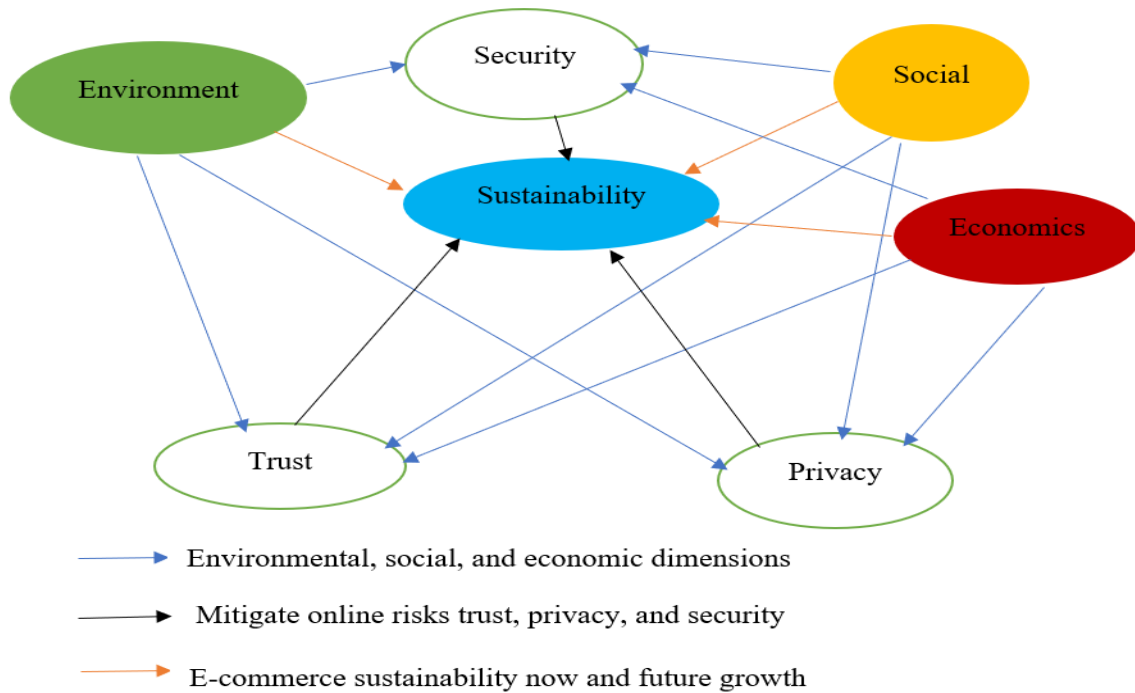 Security
Environment
Social
Sustainability
Economics
Trust
Privacy
Environmental, social, and economic dimensions
Mitigate online risks trust, privacy, and security
E-commerce sustainability now and future growth